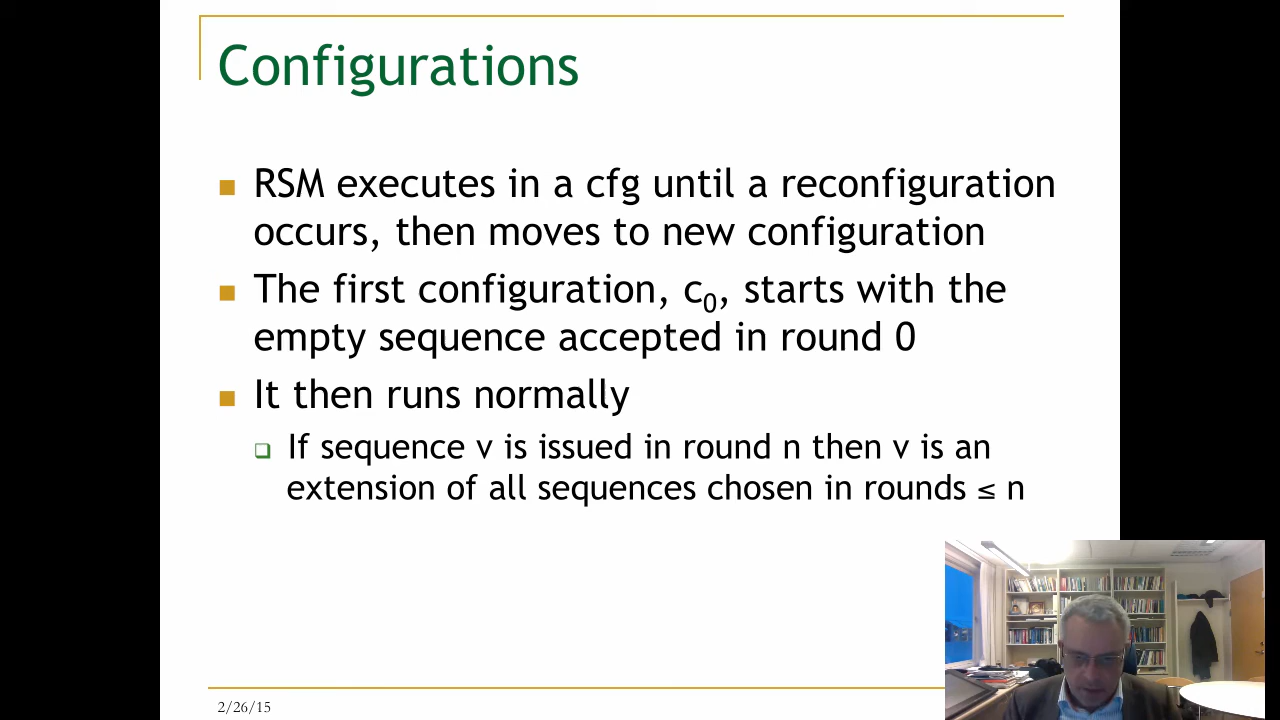 Configurations
RSM executes in a cfg until a reconfiguration
occurs, then moves to new configuration
The first configuration, c₀, starts with the
empty sequence accepted in round 0
It then runs normally
If sequence v is issued in round n then v is an
extension of all sequences chosen in rounds ≤ n
2/26/15